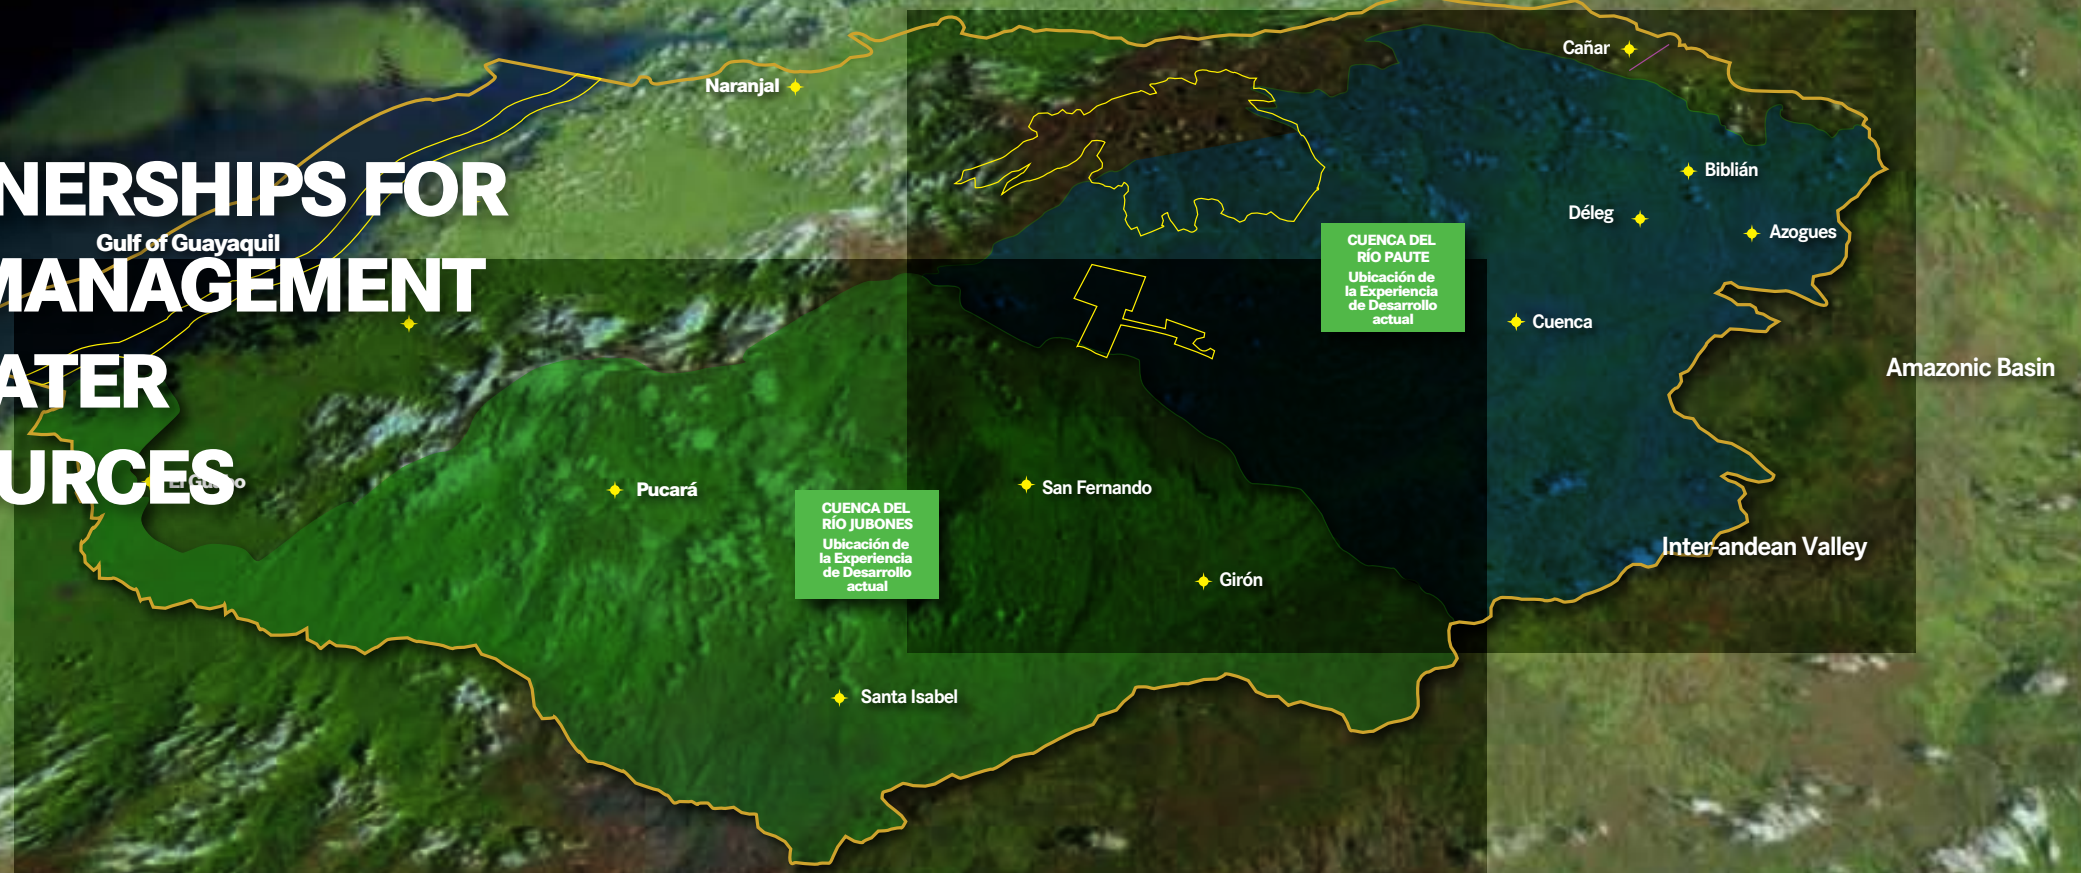 NERSHIPS FOR
MANAGEMENT
ATER
URCES
Gulf of Guayaquil
Naranjal
Cañar
Biblián
Déleg
Azogues
CUENCA DEL
RÍO PAUTE
Ubicación de
la Experiencia
de Desarrollo
actual
Cuenca
Amazonic Basin
Pucará
San Fernando
CUENCA DEL
RÍO JUBONES
Ubicación de
la Experiencia
de Desarrollo
actual
Inter-andean Valley
Girón
Santa Isabel